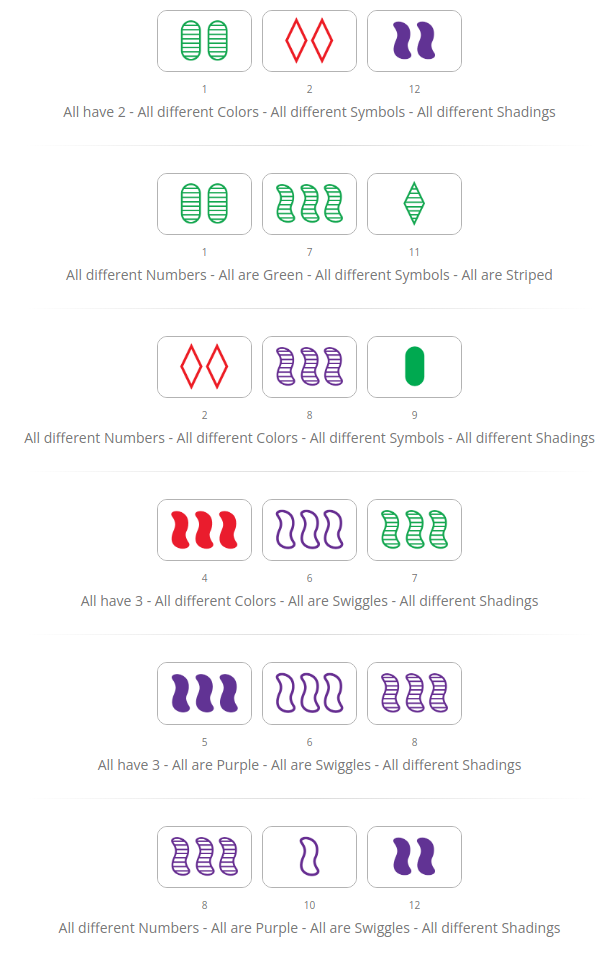 1 2 12
All have 2 - All different Colors - All different Symbols - All different Shadings
1 7 11
All different Numbers - All are Green - All different Symbols - All are Striped
2 8 9
All different Numbers - All different Colors - All different Symbols - All different Shadings
4 6 7
All have 3 - All different Colors - All are Swiggles - All different Shadings
5 6 8
All have 3 - All are Purple - All are Swiggles - All different Shadings
8 10 12
All different Numbers - All are Purple - All are Swiggles - All different Shadings